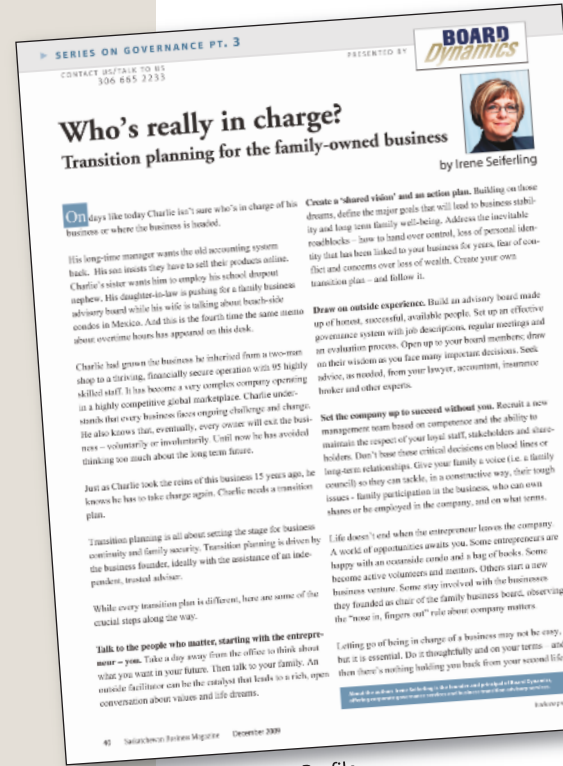 SERIES ON GOVERNANCE PT. 3
CONTACT US/TALK TO US
306 665 2233
PRESENTED BY
BOARD
Dynamics
Who's really in charge?
Transition planning for the family-owned business
by Irene Seiferling
On days like today Charlie isn't sure who's in charge of his
business or where the business is headed.
His long-time manager wants the old accounting system
back. His son insists they have to sell their products online.
Charlie's sister wants him to employ his school dropout
nephew. His daughter-in-law is pushing for a family business
advisory board while his wife is talking about beach-side
condos in Mexico. And this is the fourth time the same memo
about overtime hours has appeared on this desk.
Charlie had grown the business he inherited from a two-man
shop to a thriving, financially secure operation with 95 highly
skilled staff. It has become a very complex company operating
in a highly competitive global marketplace. Charlie under-
stands that every business faces ongoing challenge and change.
He also knows that, eventually, every owner will exit the busi-
ness – voluntarily or involuntarily. Until now he has avoided
thinking too much about the long term future.
Just as Charlie took the reins of this business 15 years ago, he
knows he has to take charge again. Charlie needs a transition
plan.
Transition planning is all about setting the stage for business
continuity and family security. Transition planning is driven by
the business founder, ideally with the assistance of an inde-
pendent, trusted adviser.
While every transition plan is different, here are some of the
crucial steps along the way.
Talk to the people who matter, starting with the entrepre-
neur – you. Take a day away from the office to think about
what you want in your future. Then talk to your family. An
outside facilitator can be the catalyst that leads to a rich, open
conversation about values and life dreams.
Create a 'shared vision' and an action plan. Building on those
dreams, define the major goals that will lead to business stabil-
ity and long term family well-being. Address the inevitable
roadblocks – how to hand over control, loss of personal iden-
tity that has been linked to your business for years, fear of con-
flict and concerns over loss of wealth. Create your own
transition plan – and follow it.
Draw on outside experience. Build an advisory board made
up of honest, successful, available people. Set up an effective
governance system with job descriptions, regular meetings and
an evaluation process. Open up to your board members; draw
on their wisdom as you face many important decisions. Seek
advice, as needed, from your lawyer, accountant, insurance
broker and other experts.
Set the company up to succeed without you. Recruit a new
management team based on competence and the ability to
maintain the respect of your loyal staff, stakeholders and share-
holders. Don't base these critical decisions on blood lines or
long-term relationships. Give your family a voice (i.e. a family
council) so they can tackle, in a constructive way, their tough
issues - family participation in the business, who can own
shares or be employed in the company, and on what terms.
Life doesn't end when the entrepreneur leaves the company.
A world of opportunities awaits you. Some entrepreneurs are
happy with an oceanside condo and a bag of books. Some
become active volunteers and mentors. Others start a new
business venture. Some stay involved with the businesses
they founded as chair of the family business board, observing
the "nose in, fingers out" rule about company matters.
Letting go of being in charge of a business may not be easy,
but it is essential. Do it thoughtfully and on your terms – and
then there's nothing holding you back from your second life
About the author: Irene Seiferling is the founder and principal of Board Dynamics,
Saskatchewan Business Magazine December 2009